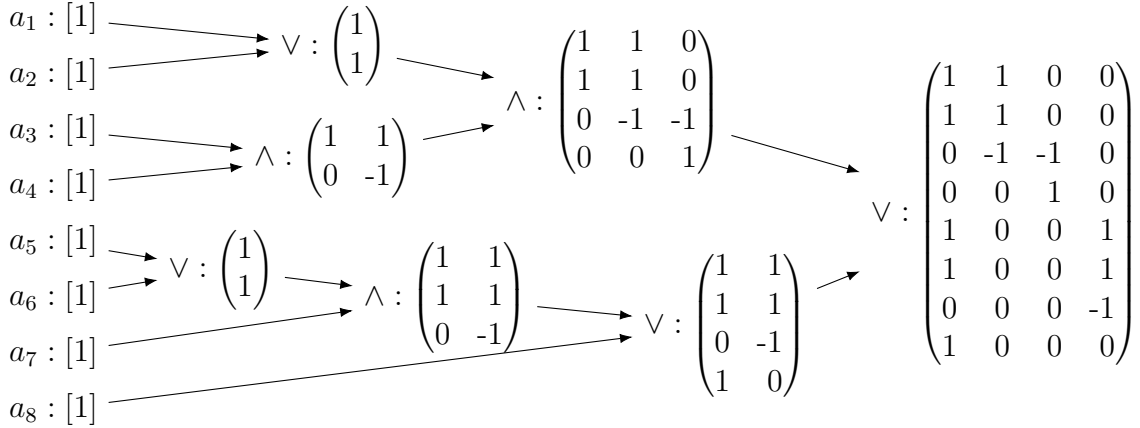 a₁ : [1]
a₂ : [1]
a₃ : [1]
a₄ : [1]
a₅ : [1]
a₆ : [1]
a₇ : [1]
a₈ : [1]
∨ :
1
1
∧ :
1 1
0 -1
∨ :
1
1
∧ :
1 1 0
1 1 0
0 -1 -1
0 0 1
∧ :
1 1
1 1
0 -1
∨ :
1 1
1 1
0 -1
1 0
∨ :
1 1 0 0
1 1 0 0
0 -1 -1 0
0 0 1 0
1 0 0 1
1 0 0 1
0 0 0 -1
1 0 0 0